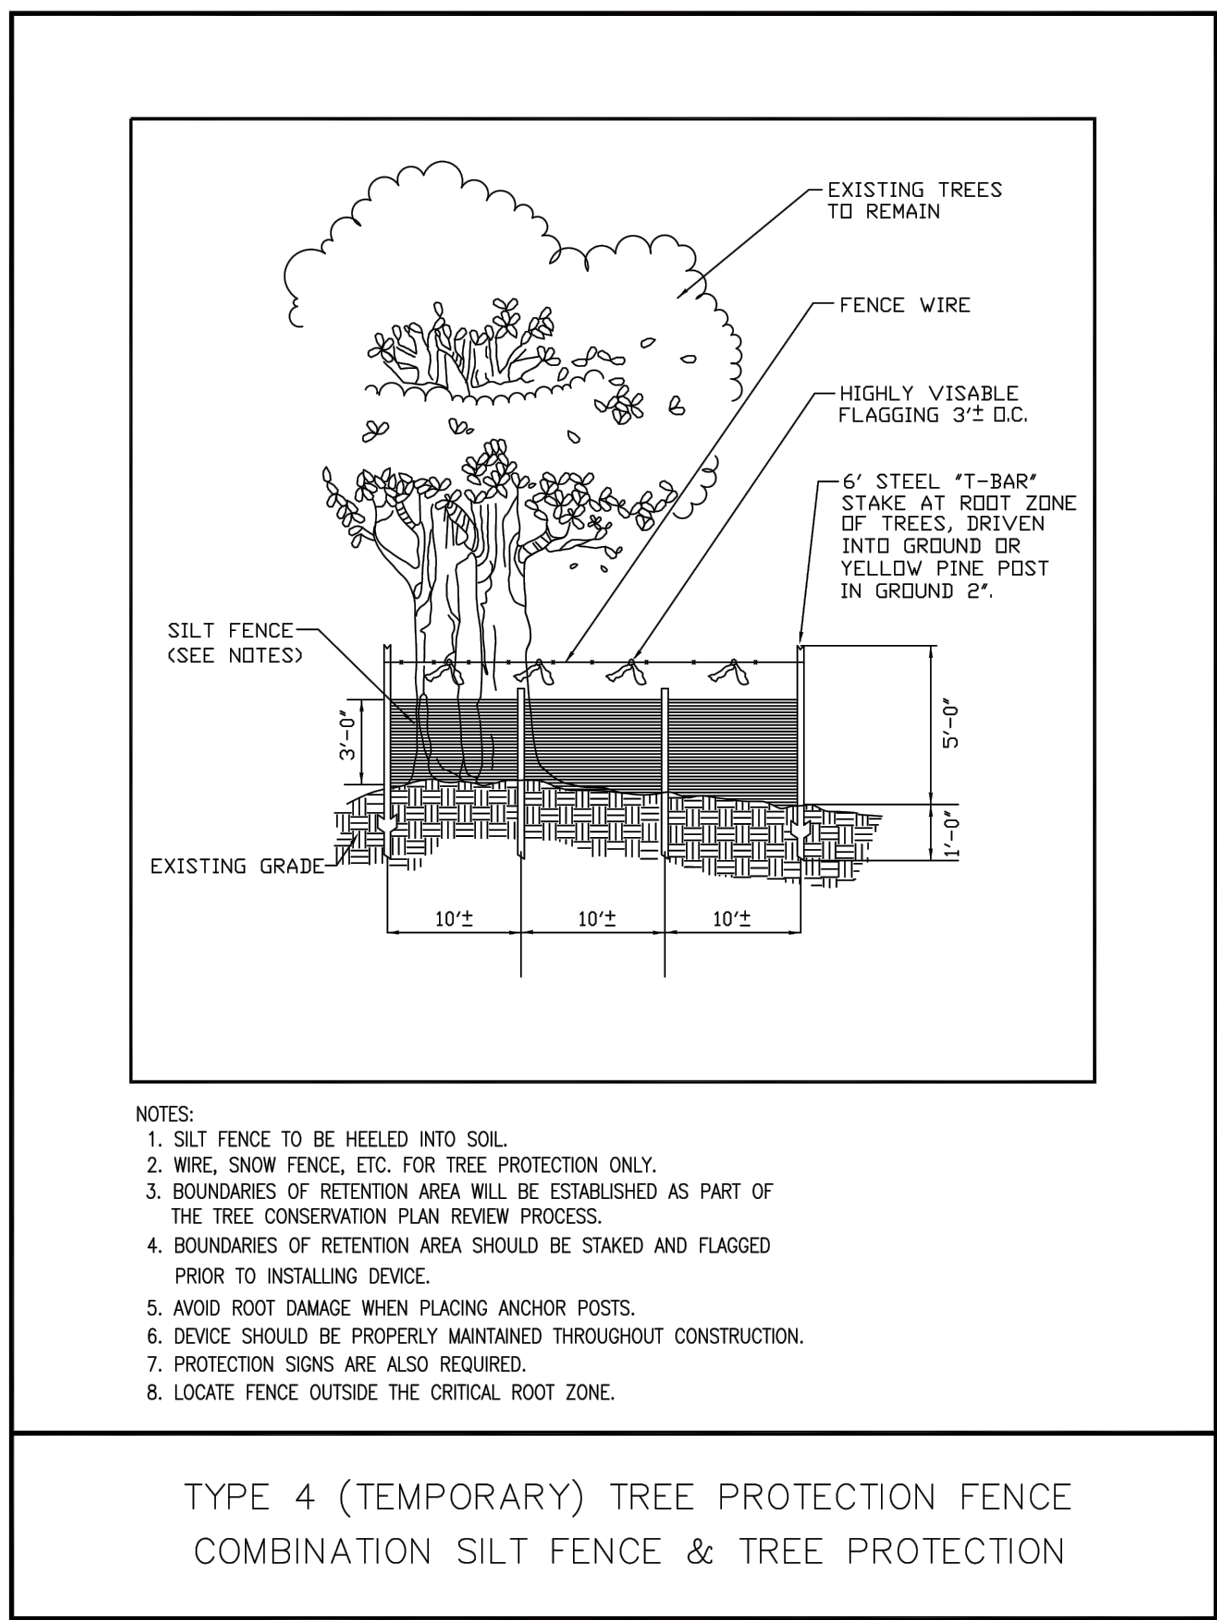 EXISTING TREES
TO REMAIN
FENCE WIRE
HIGHLY VISABLE
FLAGGING 3'± O.C.
6' STEEL "T-BAR"
STAKE AT ROOT ZONE
OF TREES, DRIVEN
INTO GROUND OR
YELLOW PINE POST
IN GROUND 2".
SILT FENCE
(SEE NOTES)
3'-0"
5'-0"
1'-0"
EXISTING GRADE
10'±
10'±
10'±
NOTES:
1. SILT FENCE TO BE HEELED INTO SOIL.
2. WIRE, SNOW FENCE, ETC. FOR TREE PROTECTION ONLY.
3. BOUNDARIES OF RETENTION AREA WILL BE ESTABLISHED AS PART OF
THE TREE CONSERVATION PLAN REVIEW PROCESS.
4. BOUNDARIES OF RETENTION AREA SHOULD BE STAKED AND FLAGGED
PRIOR TO INSTALLING DEVICE.
5. AVOID ROOT DAMAGE WHEN PLACING ANCHOR POSTS.
6. DEVICE SHOULD BE PROPERLY MAINTAINED THROUGHOUT CONSTRUCTION.
7. PROTECTION SIGNS ARE ALSO REQUIRED.
8. LOCATE FENCE OUTSIDE THE CRITICAL ROOT ZONE.
TYPE 4 (TEMPORARY) TREE PROTECTION FENCE
COMBINATION SILT FENCE & TREE PROTECTION